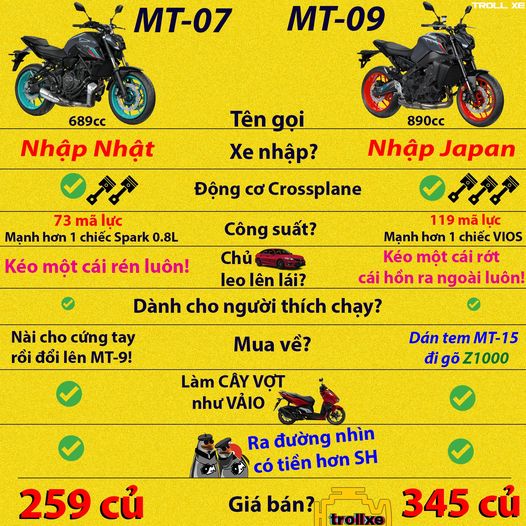 TROLL XE
MT-07
MT-09
689cc
Tên gọi
890cc
Nhập Nhật
Xe nhập?
Nhập Japan
Động cơ Crossplane
73 mã lực
Mạnh hơn 1 chiếc Spark 0.8L
Công suất?
119 mã lực
Mạnh hơn 1 chiếc VIOS
Kéo một cái rén luôn!
Chủ
leo lên lái?
Kéo một cái rớt
cái hồn ra ngoài luôn!
Dành cho người thích chạy?
Nài cho cứng tay
rồi đổi lên MT-9!
Mua về?
Dán tem MT-15
đi gõ Z1000
Làm CÂY VỢT
như VẢIO
Ra đường nhìn
có tiền hơn SH
259 củ
Giá bán?
trollxe
345 củ